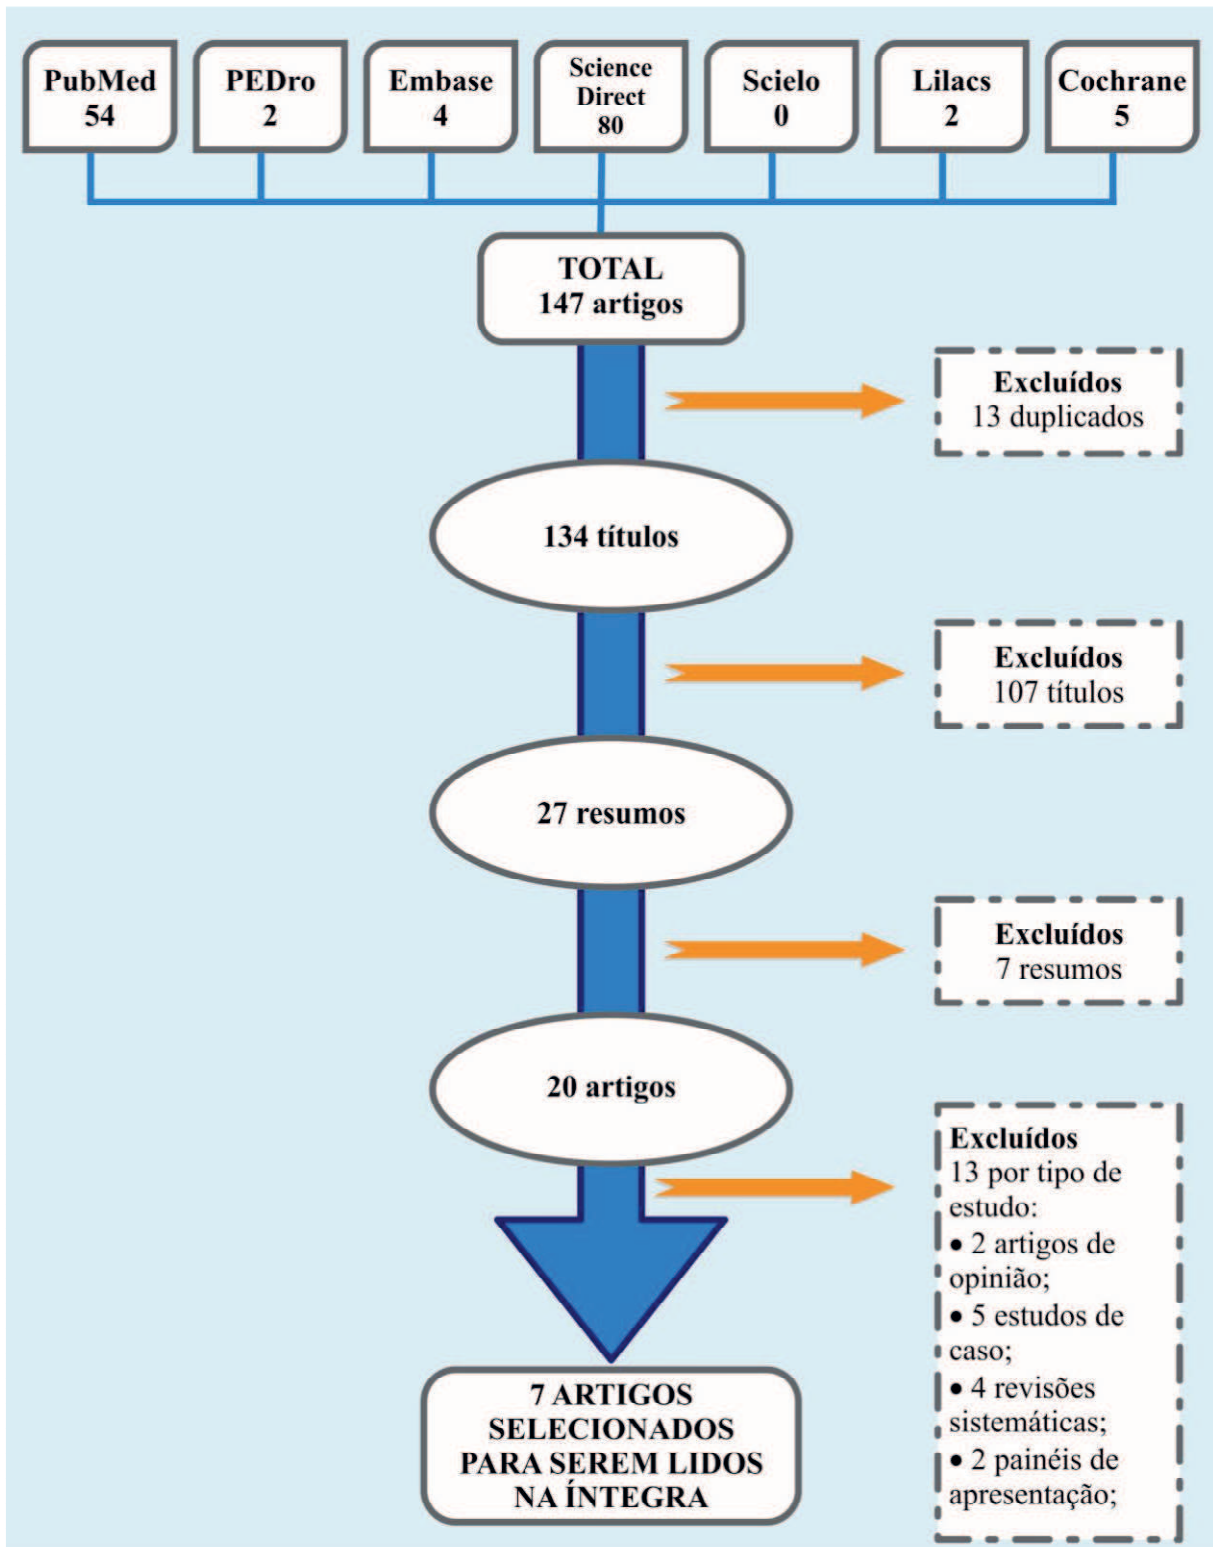 PubMed
54
PEDro
2
Embase
4
Science
Direct
80
Scielo
0
Lilacs
2
Cochrane
5
TOTAL
147 artigos
Excluídos
13 duplicados
134 títulos
Excluídos
107 títulos
27 resumos
Excluídos
7 resumos
20 artigos
Excluídos
13 por tipo de
estudo:
• 2 artigos de
opinião;
• 5 estudos de
caso;
• 4 revisões
sistemáticas;
• 2 painéis de
apresentação;
7 ARTIGOS
SELECIONADOS
PARA SEREM LIDOS
NA ÍNTEGRA